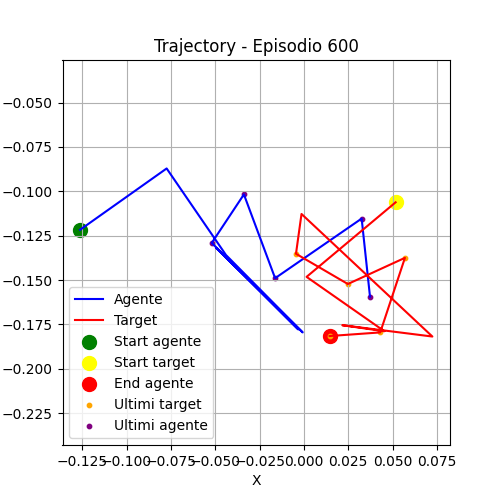 Trajectory - Episodio 600
−0.050
−0.075
−0.100
−0.125
−0.150
−0.175
−0.200
−0.225
Agente
Target
Start agente
Start target
End agente
Ultimi target
Ultimi agente
−0.125 −0.100 −0.075 −0.050 −0.025 0.000 0.025 0.050 0.075
X